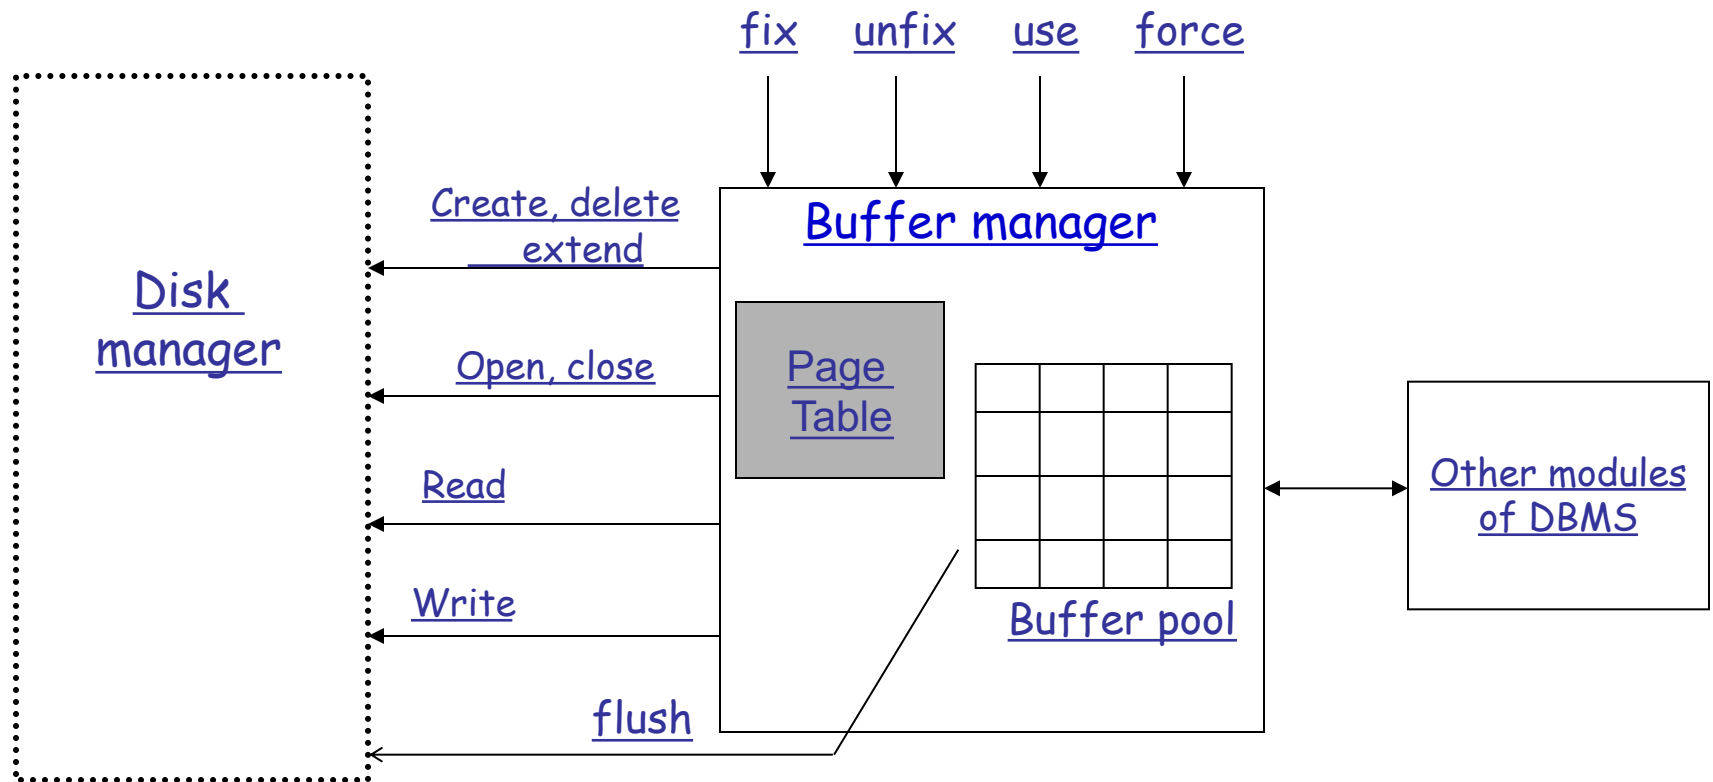 fix unfix use force
Create, delete
extend
Buffer manager
Disk
manager
Open, close
Page
Table
Read
Other modules
of DBMS
Write
Buffer pool
flush